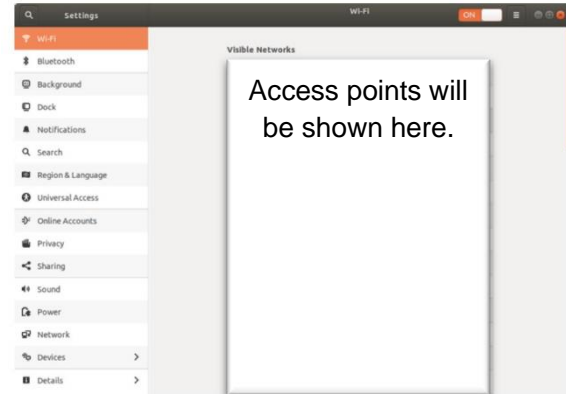 Settings
Wi-Fi
ON
Wi-Fi
Visible Networks
Bluetooth
Background
Dock
Notifications
Search
Region & Language
Universal Access
Online Accounts
Privacy
Sharing
Sound
Power
Network
Devices
Details
Access points will
be shown here.